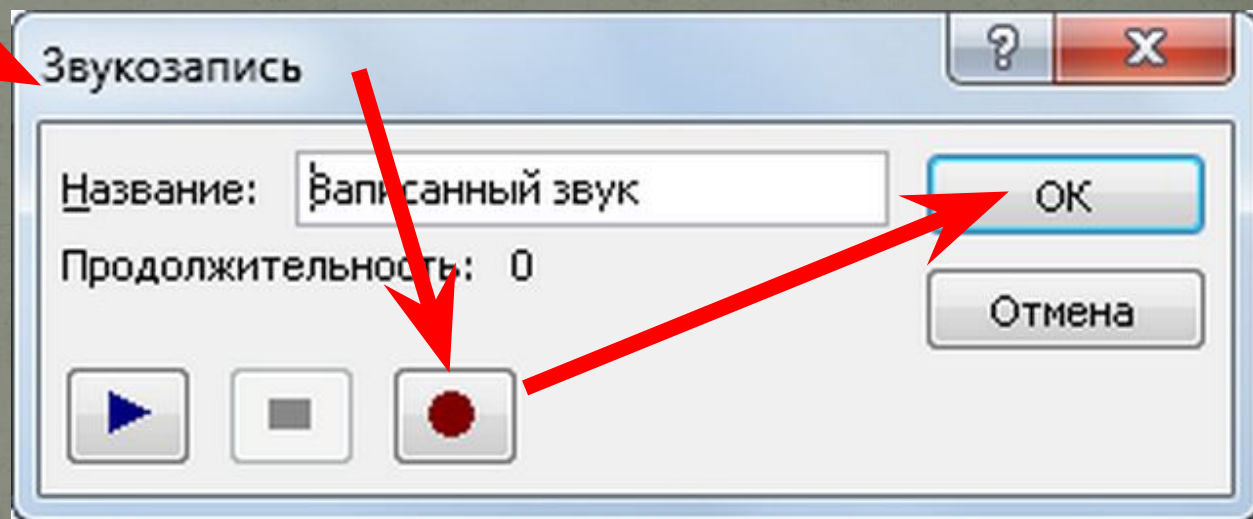 Звукозапись
Название: Записанный звук
ОК
Продолжительность: 0
Отмена